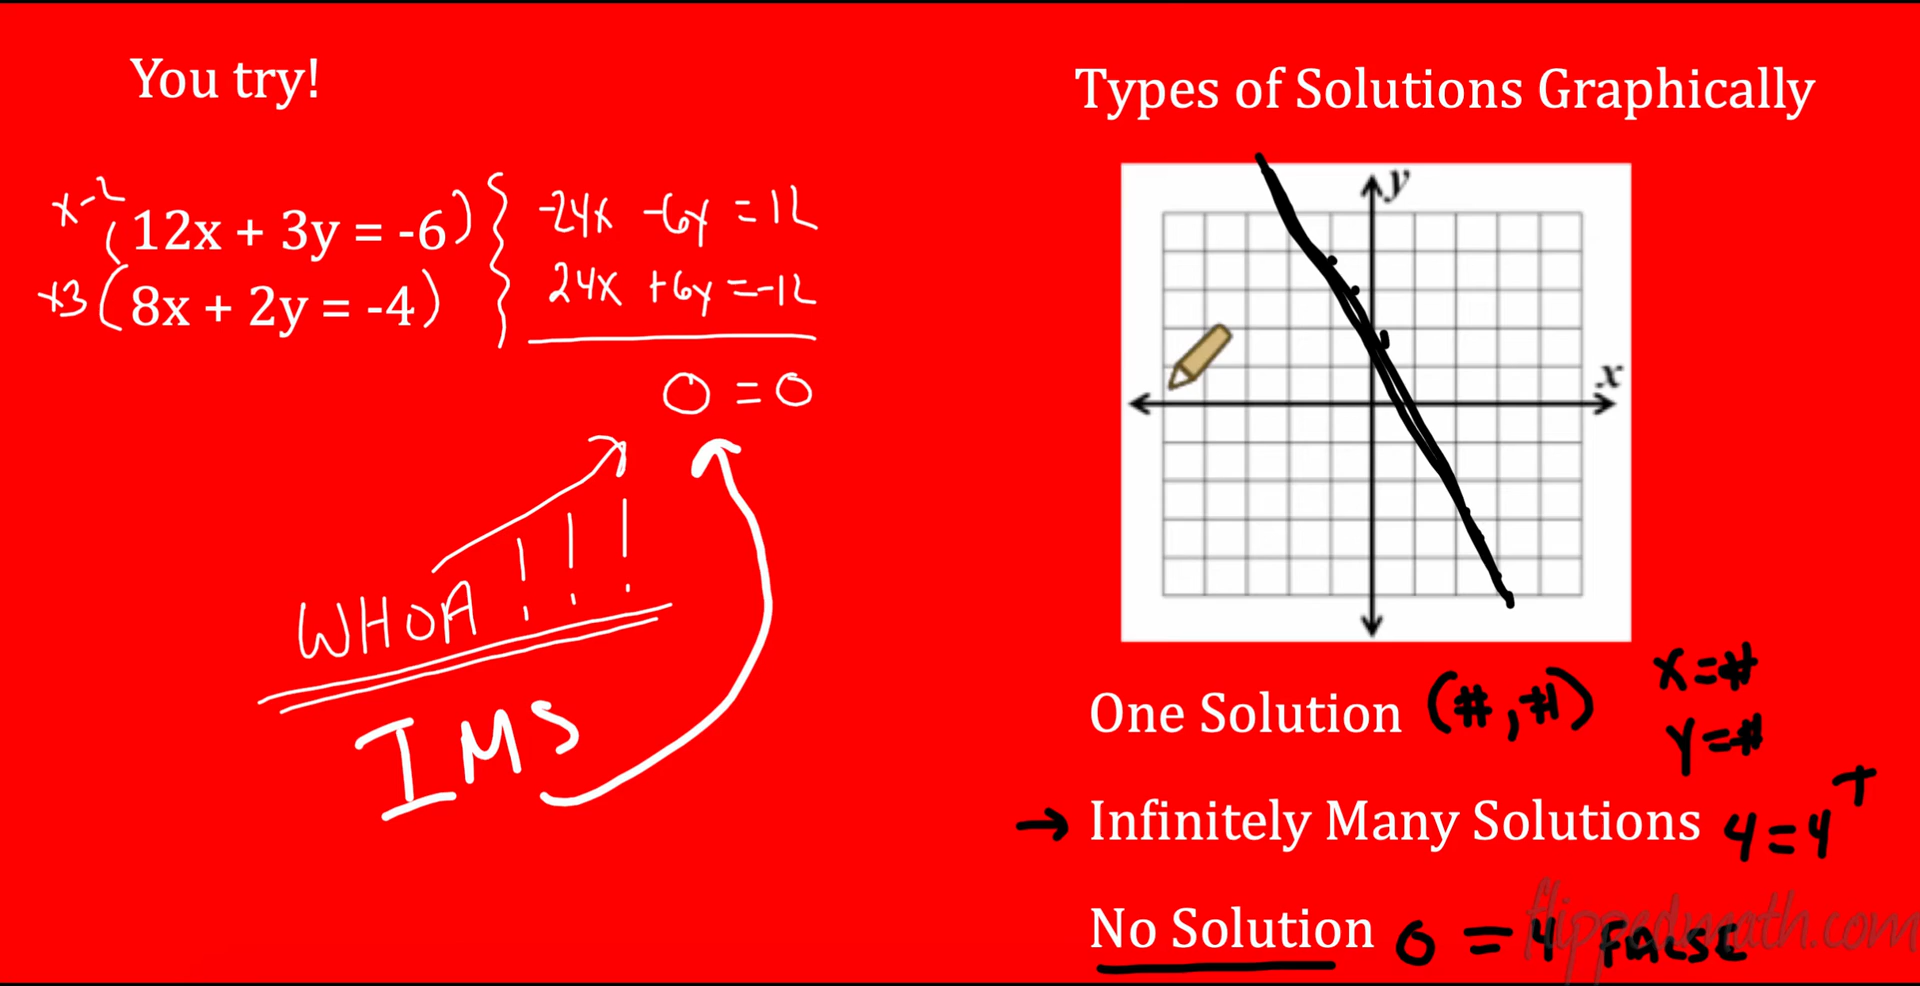 You try!
x-2 (12x + 3y = -6) } -24x -6y = 12
x3 (8x + 2y = -4) 24x +6y = -12
0 = 0
WHOA !!!
IMS
Types of Solutions Graphically
y
x
One Solution (#, #) x=#
y=#
→ Infinitely Many Solutions 4=4 T
No Solution 0 = 4 FALSE
flippedmath.com